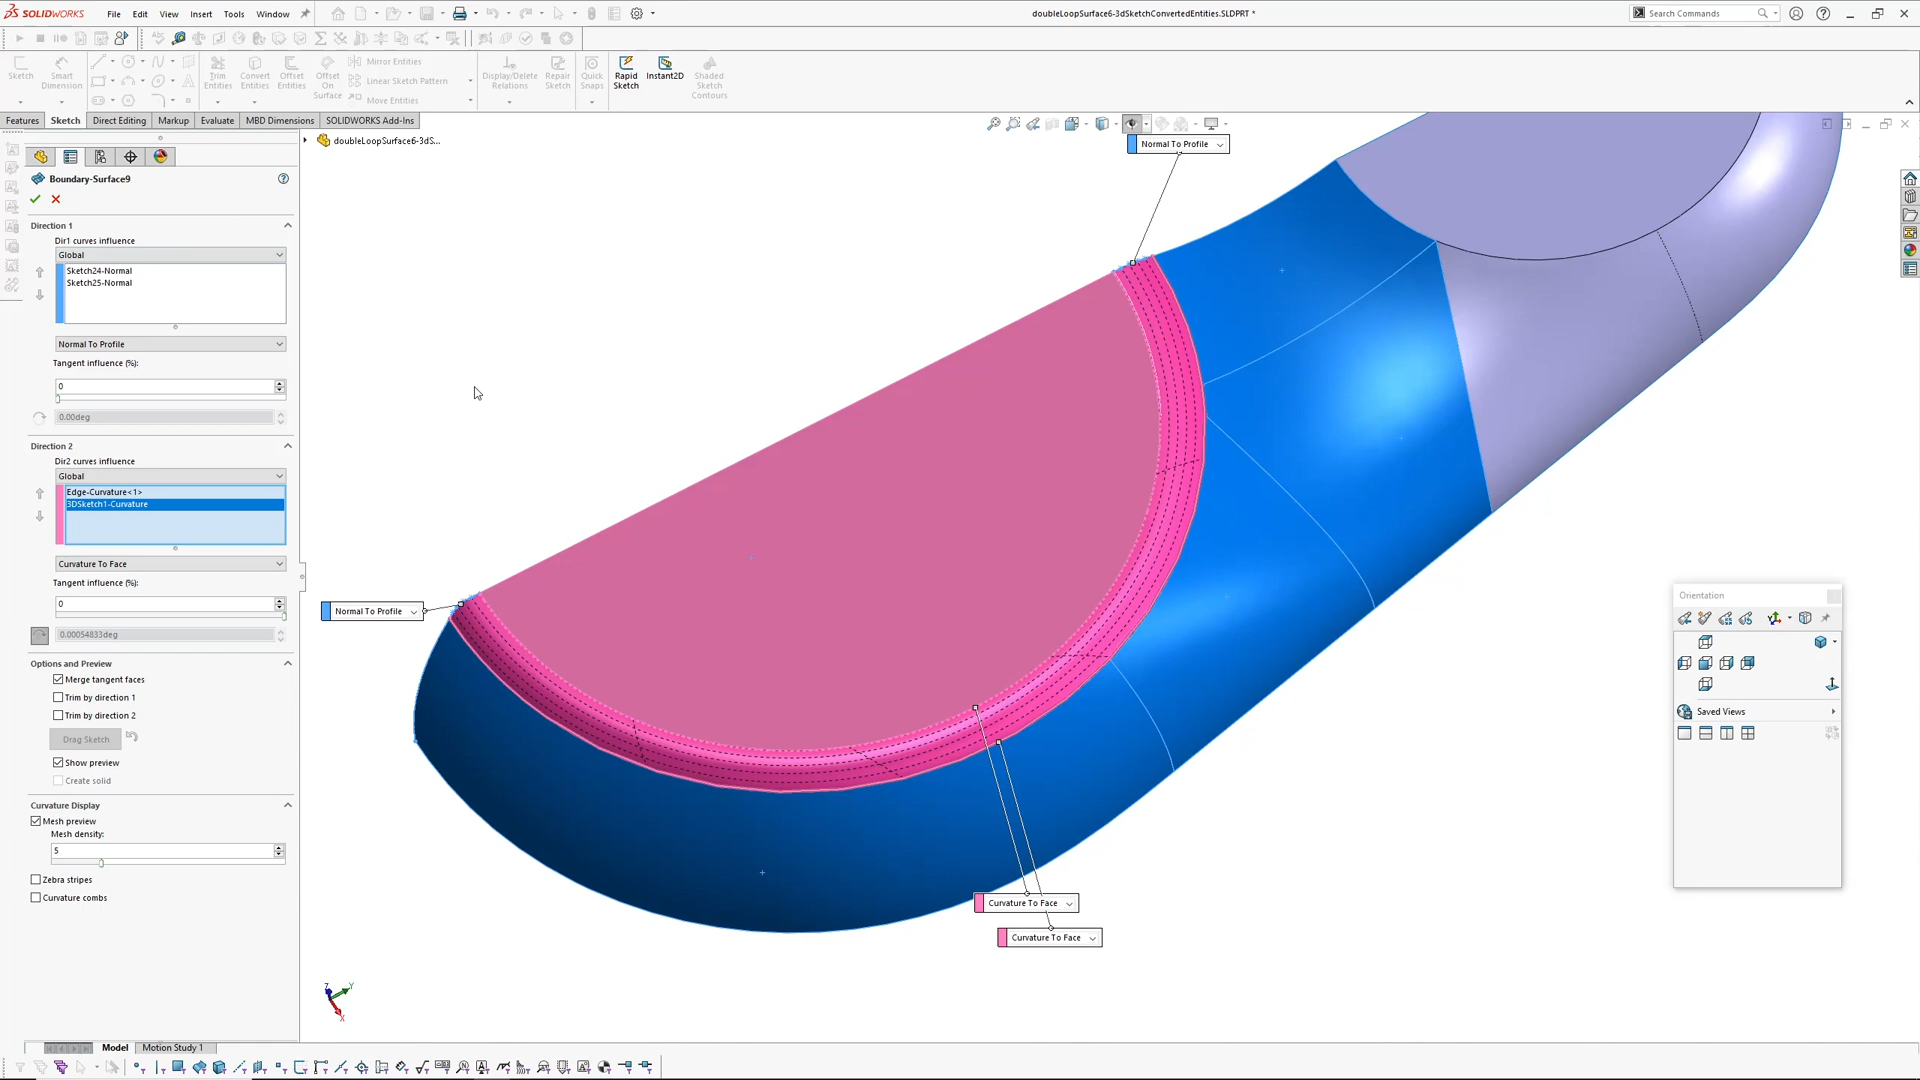 SOLIDWORKS File Edit View Insert Tools Window doubleLoopSurface6-3dSketchConvertedEntities.SLDPRT * Search Commands
Sketch Smart Dimension Trim Entities Convert Entities Offset Entities Offset On Surface Mirror Entities Display/Delete Relations Repair Sketch Quick Snaps Rapid Sketch Instant2D Shaded Sketch Contours
Linear Sketch Pattern
Move Entities
Features Sketch Direct Editing Markup Evaluate MBD Dimensions SOLIDWORKS Add-Ins
doubleLoopSurface6-3dS...
Normal To Profile
Boundary-Surface9
Direction 1
Dir1 curves influence
Global
Sketch24-Normal
Sketch25-Normal
Normal To Profile
Tangent influence (%):
0
0.00deg
Direction 2
Dir2 curves influence
Global
Edge-Curvature<1>
3DSketch1-Curvature
Curvature To Face
Tangent influence (%):
0
0.00054833deg
Options and Preview
Merge tangent faces
Trim by direction 1
Trim by direction 2
Drag Sketch
Show preview
Create solid
Curvature Display
Mesh preview
Mesh density:
5
Zebra stripes
Curvature combs
Normal To Profile
Curvature To Face
Curvature To Face
Orientation
Saved Views
Z Y X
Model Motion Study 1